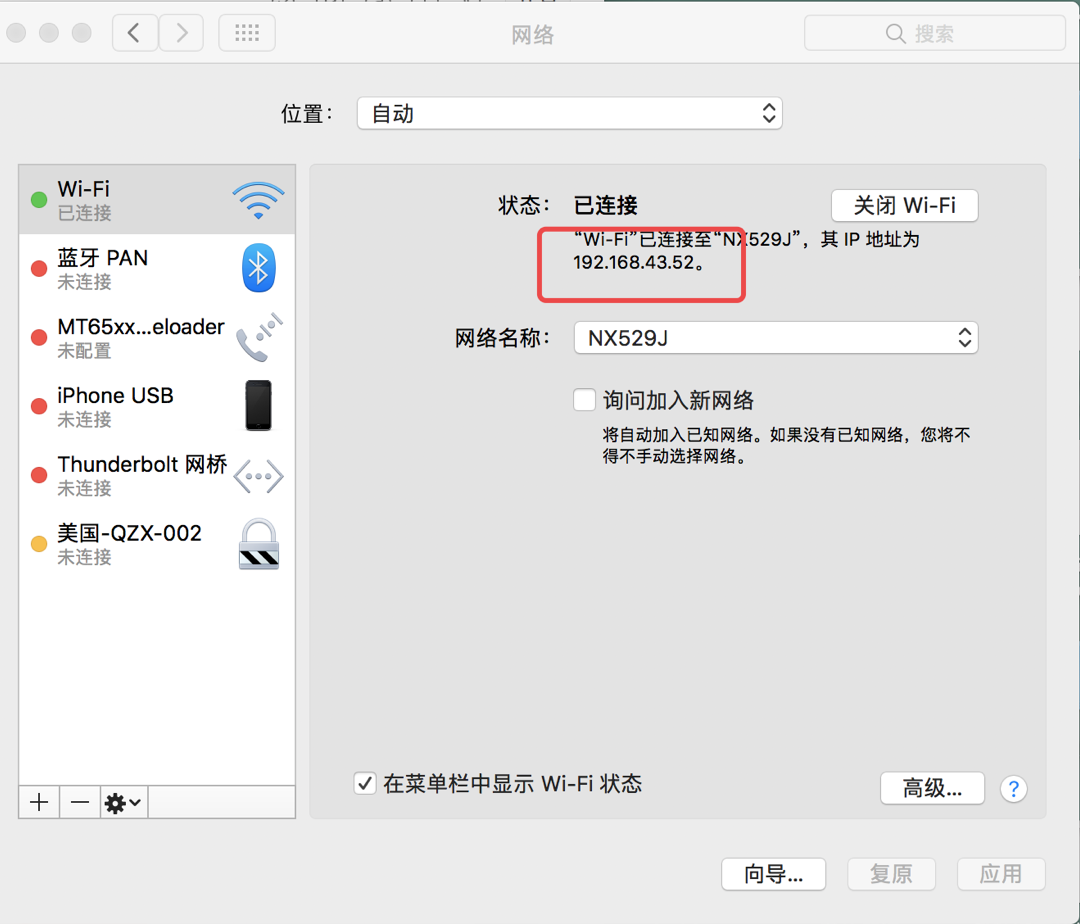 网络
搜索
位置：
自动
Wi-Fi
已连接
蓝牙 PAN
未连接
MT65xx...eloader
未配置
iPhone USB
未连接
Thunderbolt 网桥
未连接
美国-QZX-002
未连接
状态：
已连接
关闭 Wi-Fi
“Wi-Fi”已连接至“NX529J”，其 IP 地址为
192.168.43.52。
网络名称：
NX529J
询问加入新网络
将自动加入已知网络。如果没有已知网络，您将不
得不手动选择网络。
在菜单栏中显示 Wi-Fi 状态
高级...
?
向导...
复原
应用